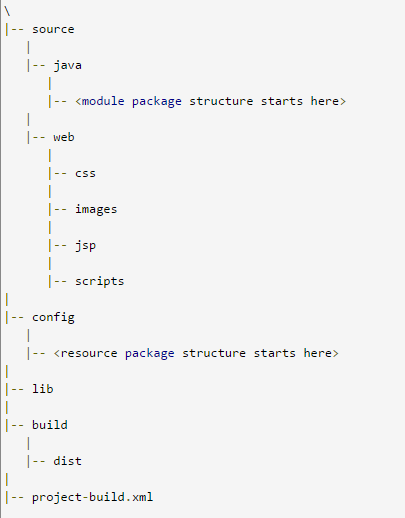 \
|-- source
   |
   |-- java
      |
      |-- <module package structure starts here>
   |
   |-- web
      |
      |-- css
      |
      |-- images
      |
      |-- jsp
      |
      |-- scripts
|
|-- config
   |
   |-- <resource package structure starts here>
|
|-- lib
|
|-- build
   |
   |-- dist
|
|-- project-build.xml